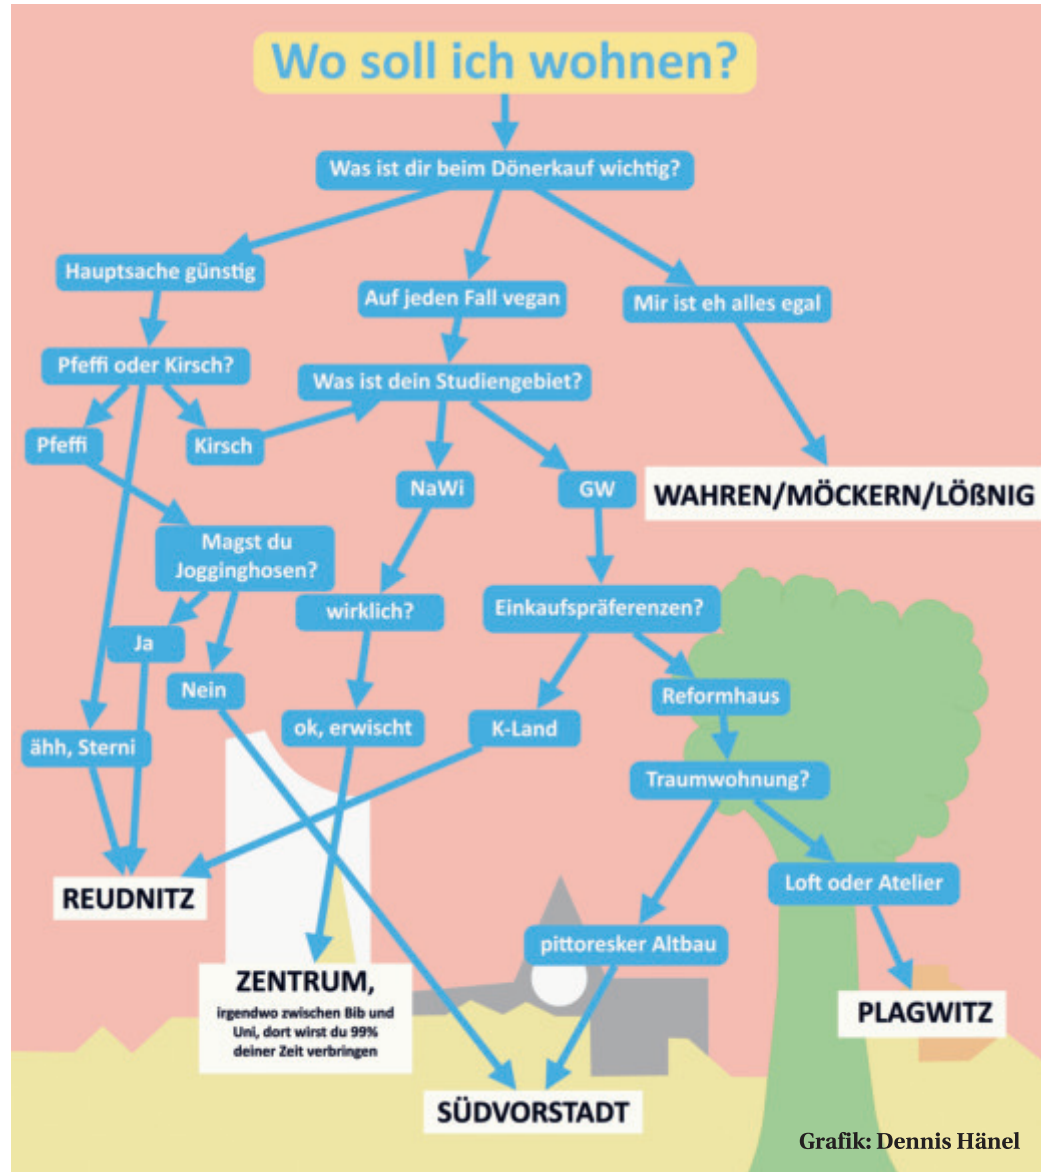 Wo soll ich wohnen?
Was ist dir beim Dönerkauf wichtig?
Hauptsache günstig
Auf jeden Fall vegan
Mir ist eh alles egal
Pfeffi oder Kirsch?
Was ist dein Studiengebiet?
Pfeffi
Kirsch
NaWi
GW
WAHREN/MÖCKERN/LÖßNIG
Magst du
Jogginghosen?
wirklich?
Einkaufspräferenzen?
Ja
Nein
Reformhaus
ähh, Sterni
ok, erwischt
K-Land
Traumwohnung?
REUDNITZ
Loft oder Atelier
pittoresker Altbau
ZENTRUM,
irgendwo zwischen Bib und
Uni, dort wirst du 99%
deiner Zeit verbringen
PLAGWITZ
SÜDVORSTADT
Grafik: Dennis Hänel